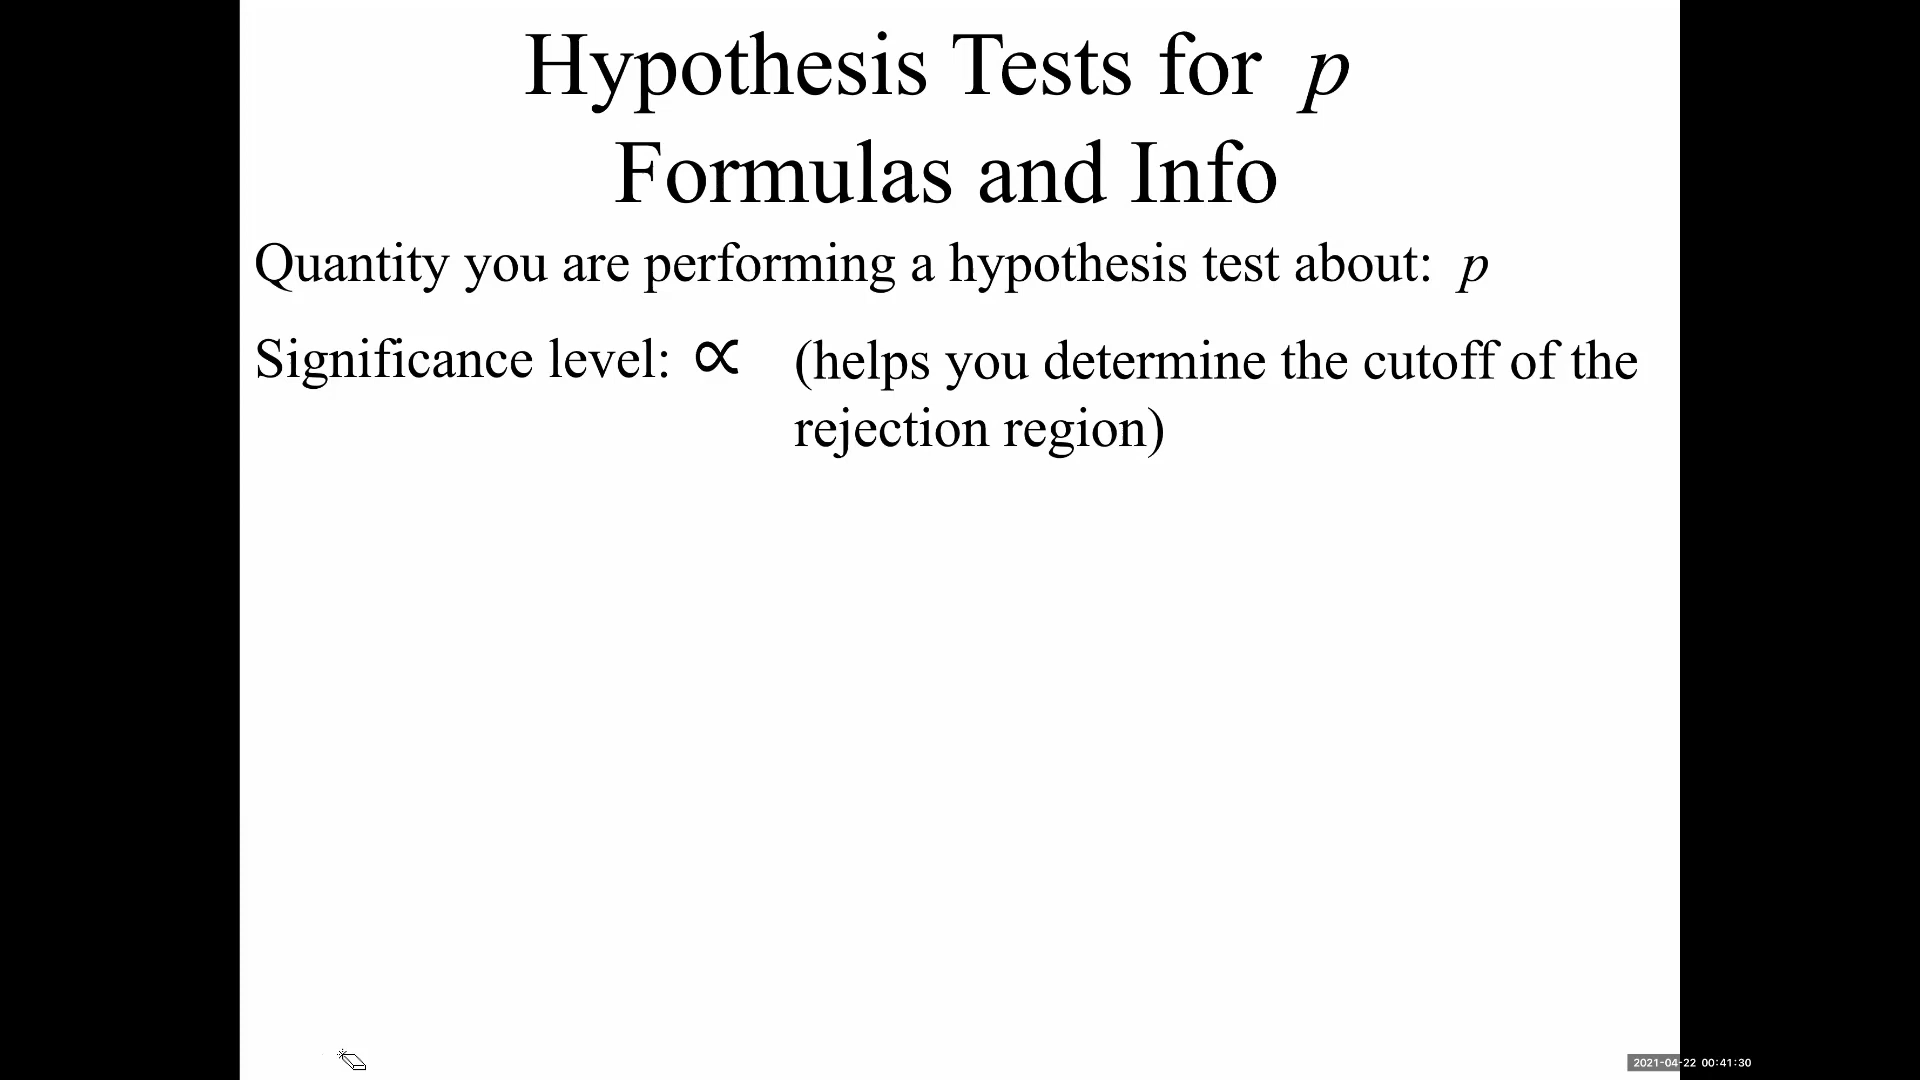 Hypothesis Tests for p
Formulas and Info
Quantity you are performing a hypothesis test about: p
Significance level: ∝ (helps you determine the cutoff of the
rejection region)
2021-04-22 00:41:30